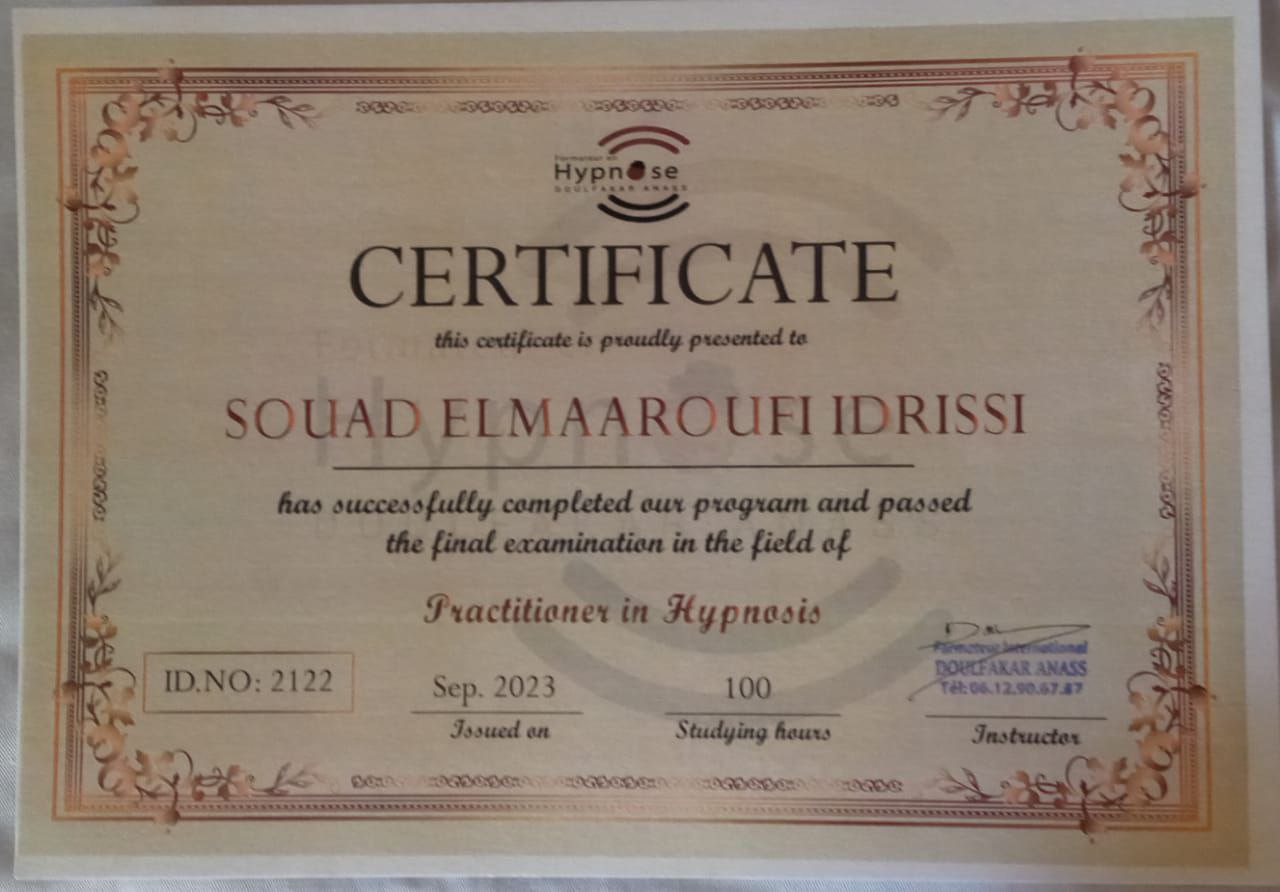 Formateur en
Hypnose
DOULFAKAR ANASS
CERTIFICATE
this certificate is proudly presented to
SOUAD ELMAAROUFI IDRISSI
has successfully completed our program and passed
the final examination in the field of
Practitioner in Hypnosis
ID.NO: 2122
Sep. 2023
Issued on
100
Studying hours
Formateur International
DOULFAKAR ANASS
Tél: 06.12.90.67.87
Instructor